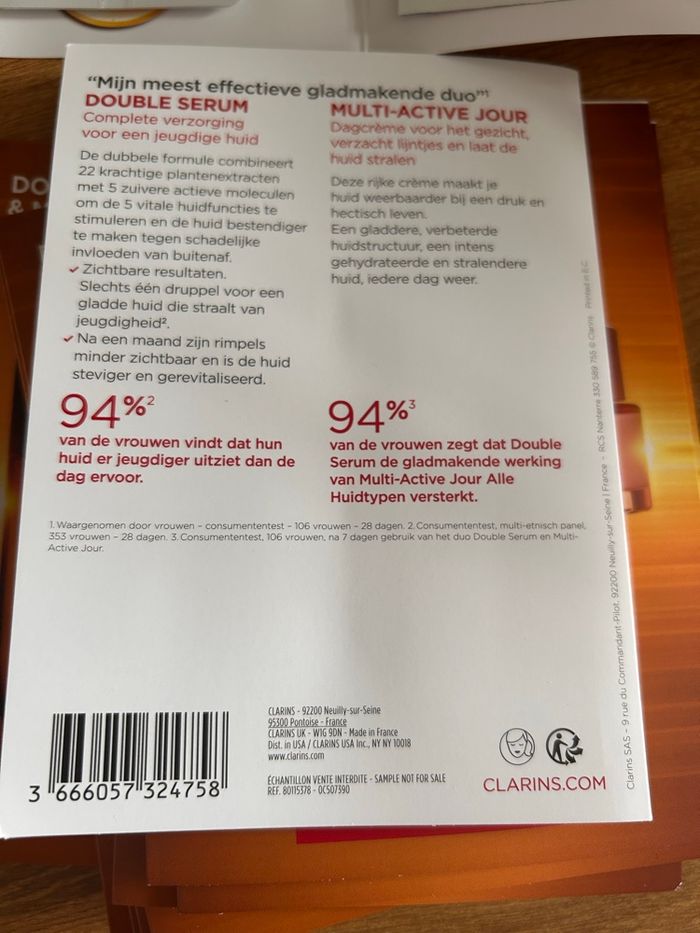 "Mijn meest effectieve gladmakende duo"¹
DOUBLE SERUM
Complete verzorging
voor een jeugdige huid
De dubbele formule combineert
22 krachtige plantenextracten
met 5 zuivere actieve moleculen
om de 5 vitale huidfuncties te
stimuleren en de huid bestendiger
te maken tegen schadelijke
invloeden van buitenaf.
✓ Zichtbare resultaten.
Slechts één druppel voor een
gladde huid die straalt van
jeugdigheid².
✓ Na een maand zijn rimpels
minder zichtbaar en is de huid
steviger en gerevitaliseerd.
94%²
van de vrouwen vindt dat hun
huid er jeugdiger uitziet dan de
dag ervoor.
MULTI-ACTIVE JOUR
Dagcrème voor het gezicht,
verzacht lijntjes en laat de
huid stralen
Deze rijke crème maakt je
huid weerbaarder bij een druk en
hectisch leven.
Een gladdere, verbeterde
huidstructuur, een intens
gehydrateerde en stralendere
huid, iedere dag weer.
94%³
van de vrouwen zegt dat Double
Serum de gladmakende werking
van Multi-Active Jour Alle
Huidtypen versterkt.
1. Waargenomen door vrouwen – consumententest – 106 vrouwen – 28 dagen. 2. Consumententest, multi-etnisch panel,
353 vrouwen – 28 dagen. 3. Consumententest, 106 vrouwen, na 7 dagen gebruik van het duo Double Serum en Multi-
Active Jour.
3 666057 324758
CLARINS - 92200 Neuilly-sur-Seine
95300 Pontoise - France
CLARINS UK - W1G 9DN - Made in France
Dist. in USA / CLARINS USA Inc., NY NY 10018
www.clarins.com
ÉCHANTILLON VENTE INTERDITE - SAMPLE NOT FOR SALE
REF. 80115378 - 0C507390
CLARINS.COM
Clarins SAS – 9 rue du Commandant-Pilot. 92200 Neuilly-sur-Seine | France - RCS Nanterre 330 589 755 © Clarins Printed in E.C.
DO
&